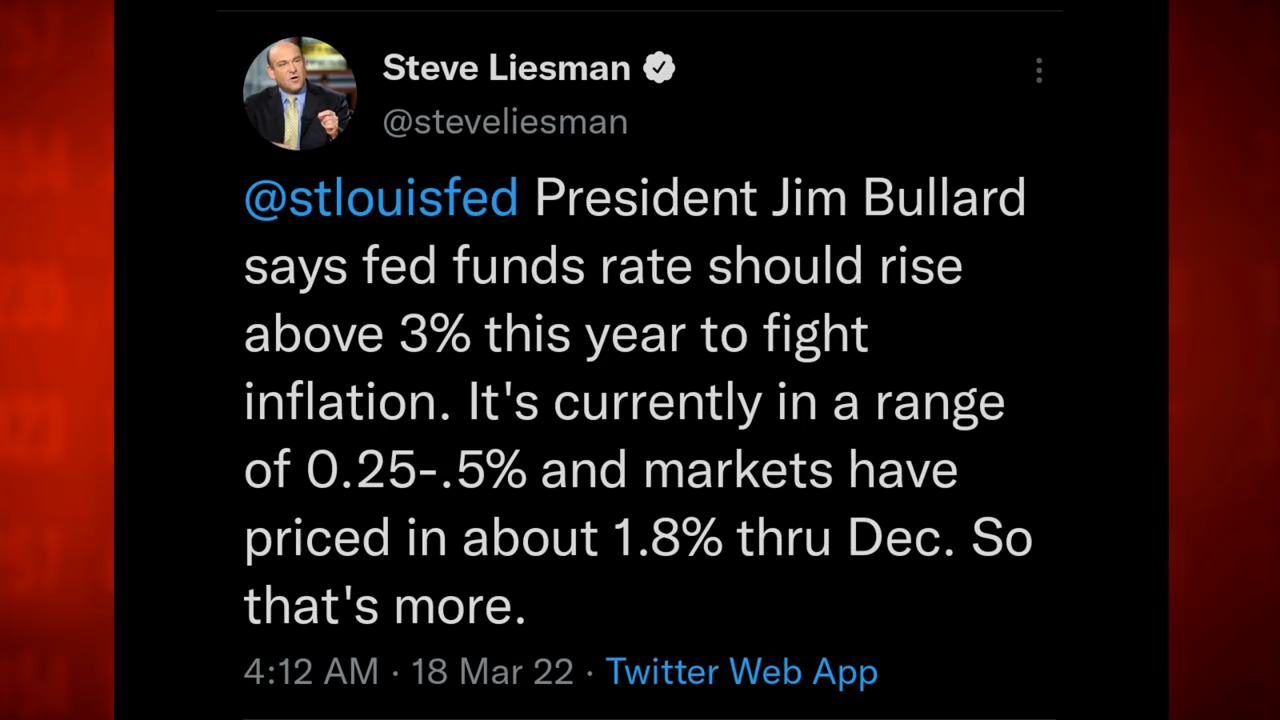 Steve Liesman
@steveliesman
@stlouisfed President Jim Bullard
says fed funds rate should rise
above 3% this year to fight
inflation. It's currently in a range
of 0.25-.5% and markets have
priced in about 1.8% thru Dec. So
that's more.
4:12 AM · 18 Mar 22 · Twitter Web App